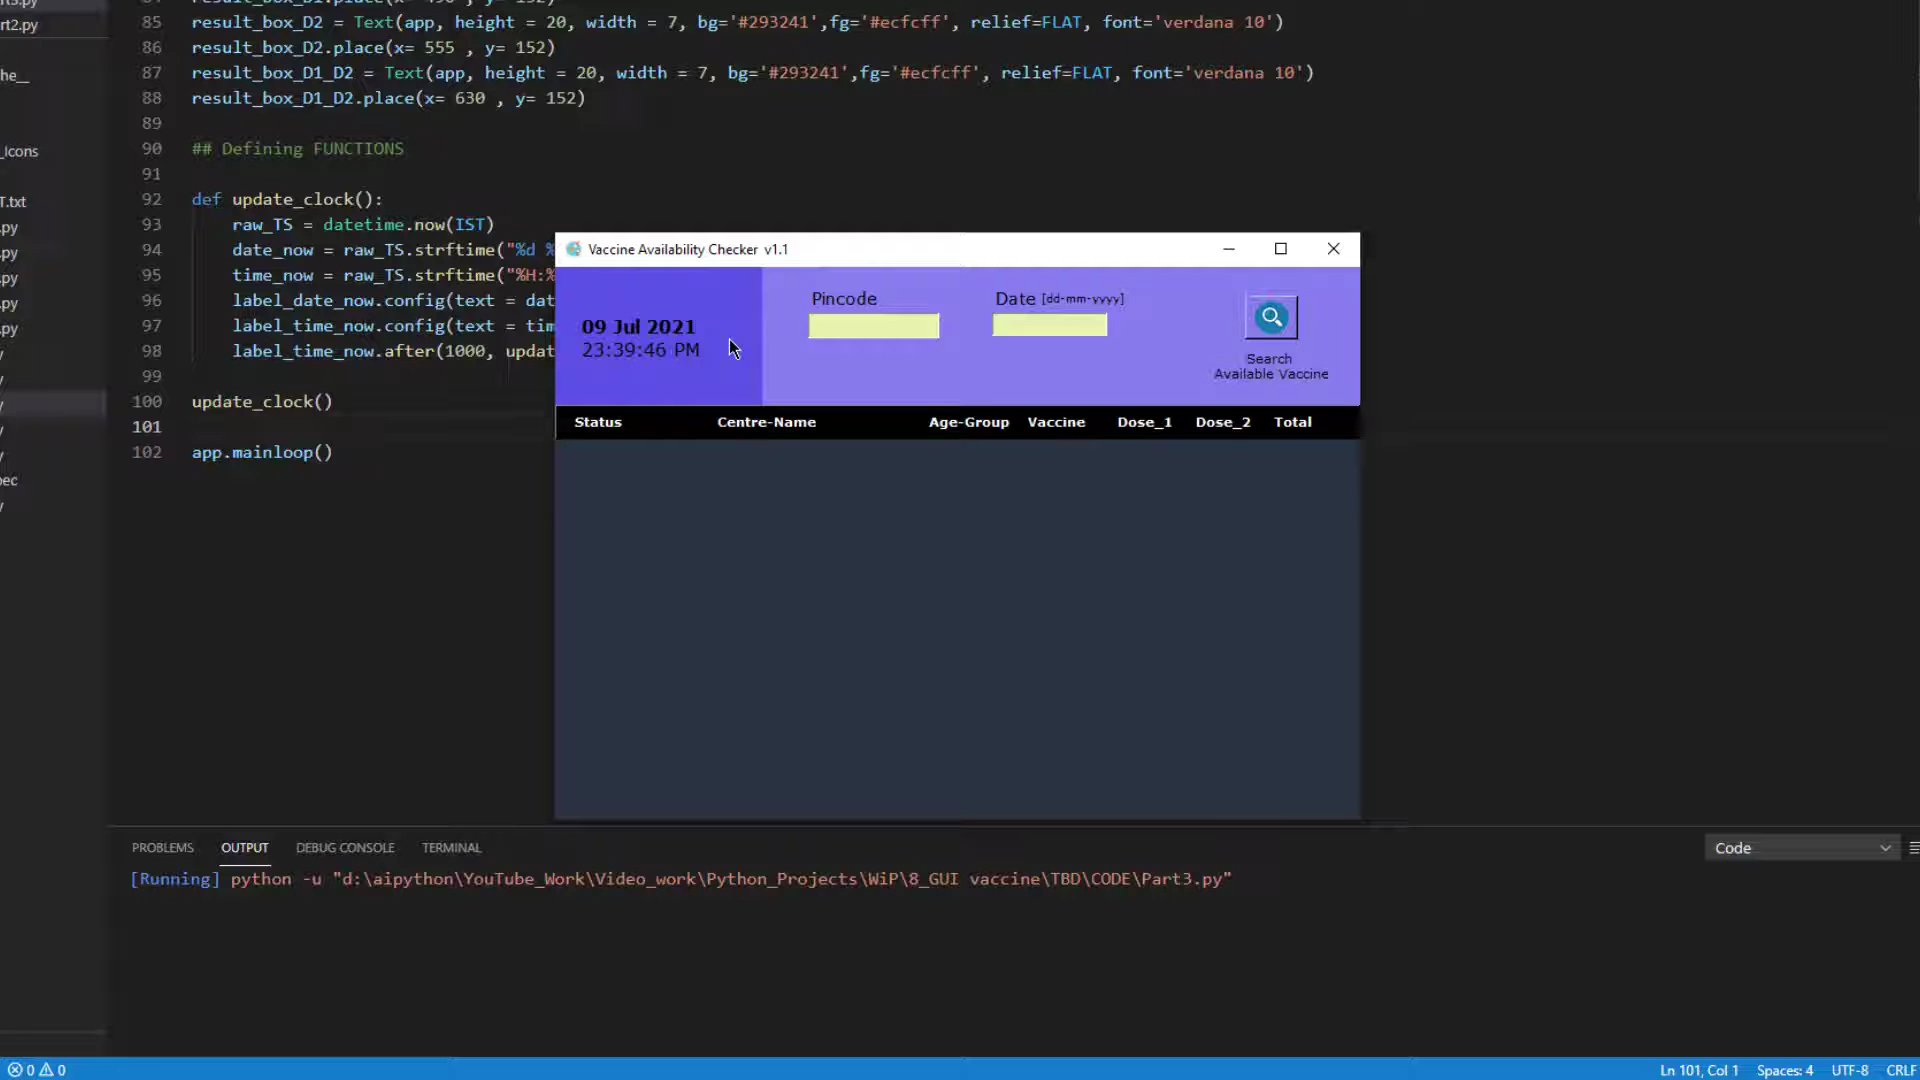 rt2.py
85 result_box_D2 = Text(app, height = 20, width = 7, bg='#293241',fg='#ecfcff', relief=FLAT, font='verdana 10')
86 result_box_D2.place(x= 555 , y= 152)
he__
87 result_box_D1_D2 = Text(app, height = 20, width = 7, bg='#293241',fg='#ecfcff', relief=FLAT, font='verdana 10')
88 result_box_D1_D2.place(x= 630 , y= 152)
89
_Icons
90 ## Defining FUNCTIONS
91
T.txt
92 def update_clock():
.py
93 raw_TS = datetime.now(IST)
.py
94 date_now = raw_TS.strftime("%d %
.py
95 time_now = raw_TS.strftime("%H:%
.py
96 label_date_now.config(text = dat
.py
97 label_time_now.config(text = tim
98 label_time_now.after(1000, updat
99
100 update_clock()
101
102 app.mainloop()
Vaccine Availability Checker v1.1
Pincode
Date [dd-mm-yyyy]
09 Jul 2021
23:39:46 PM
Search
Available Vaccine
Status Centre-Name Age-Group Vaccine Dose_1 Dose_2 Total
PROBLEMS OUTPUT DEBUG CONSOLE TERMINAL
Code
[Running] python -u "d:\aipython\YouTube_Work\Video_work\Python_Projects\WiP\8_GUI vaccine\TBD\CODE\Part3.py"
0 0
Ln 101, Col 1 Spaces: 4 UTF-8 CRLF